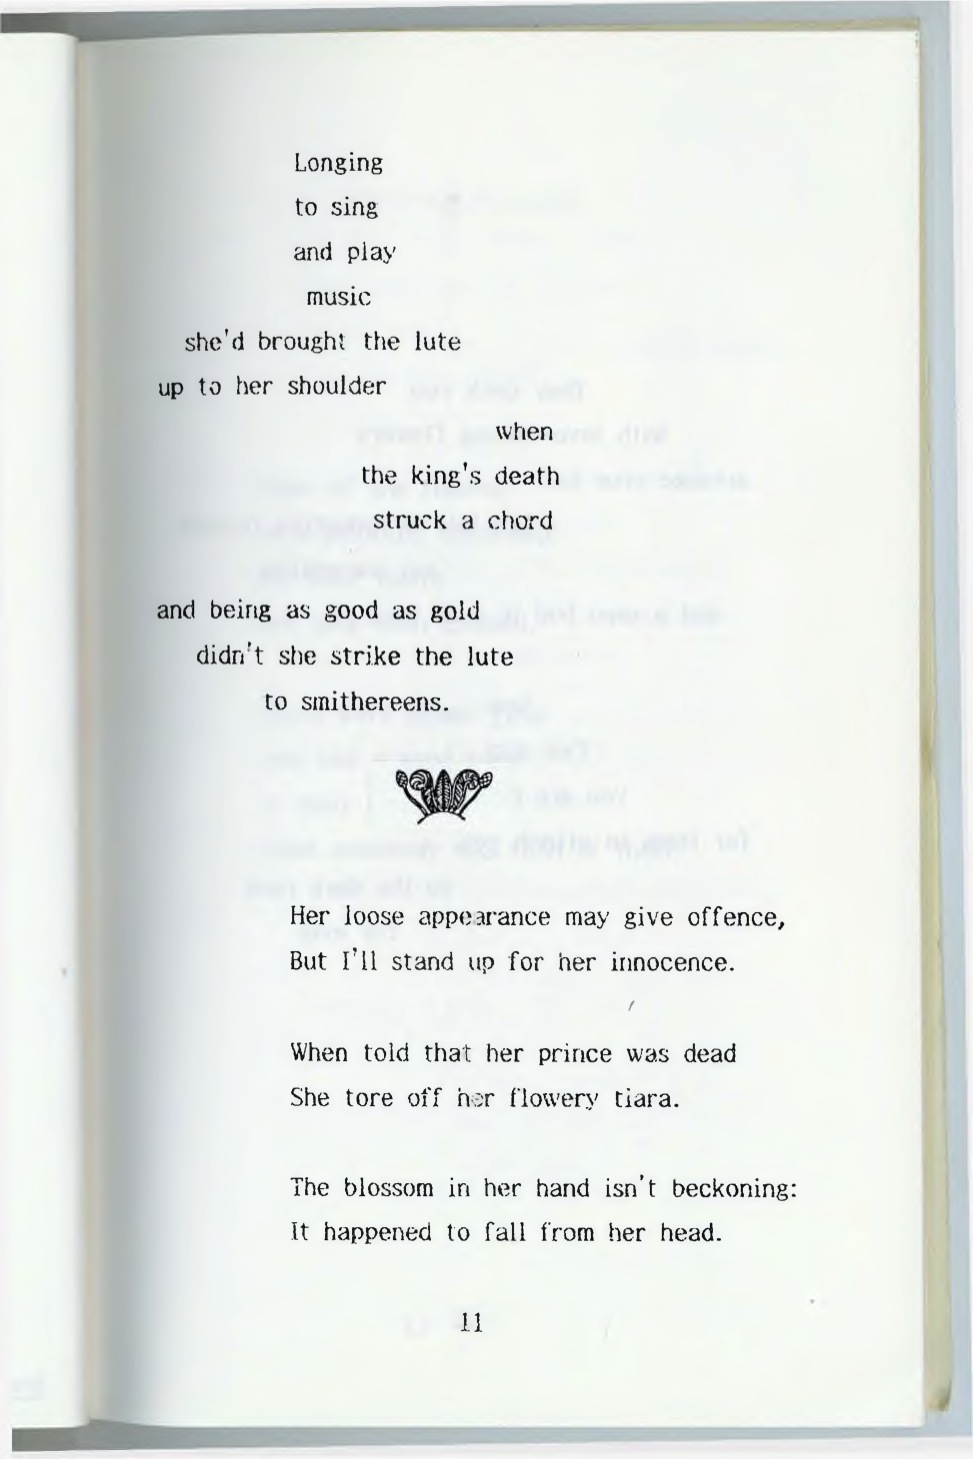 Longing
to sing
and play
music
she'd brought the lute
up to her shoulder
when
the king's death
struck a chord
and being as good as gold
didn't she strike the lute
to smithereens.
Her loose appearance may give offence,
But I'll stand up for her innocence.
When told that her prince was dead
She tore off her flowery tiara.
The blossom in her hand isn't beckoning:
It happened to fall from her head.
11